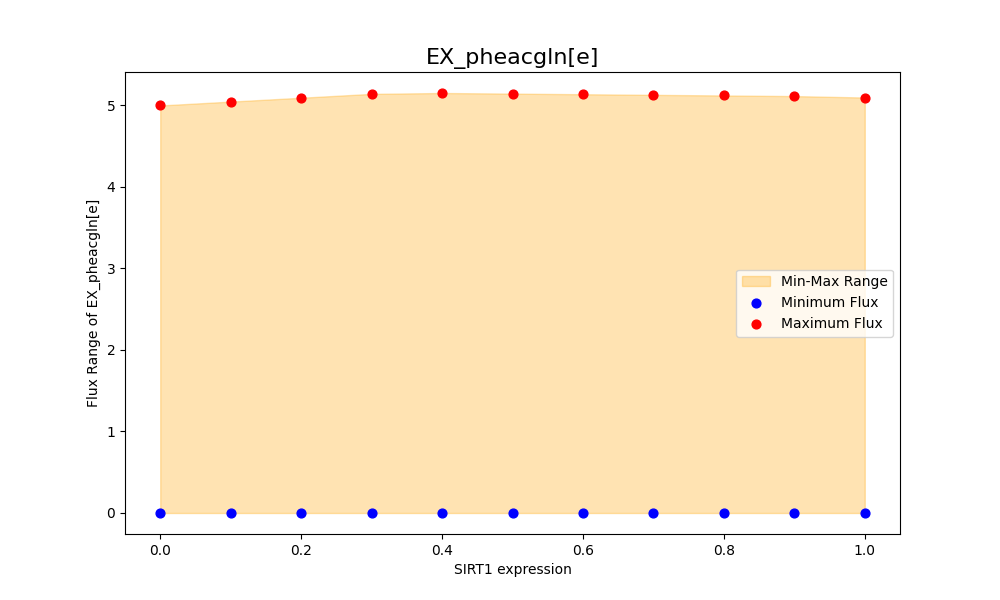 EX_pheacgln[e]
Flux Range of EX_pheacgln[e]
5
4
3
2
1
0
Min-Max Range
Minimum Flux
Maximum Flux
0.0 0.2 0.4 0.6 0.8 1.0
SIRT1 expression